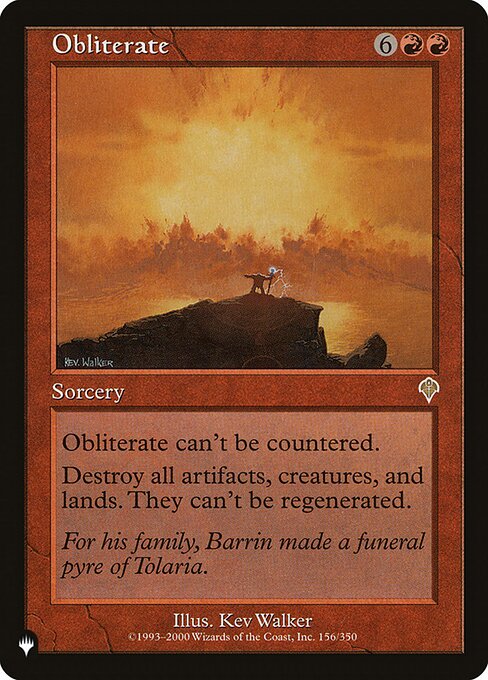 Obliterate 6
KEV. WALKER
Sorcery
Obliterate can't be countered.
Destroy all artifacts, creatures, and
lands. They can't be regenerated.
For his family, Barrin made a funeral
pyre of Tolaria.
Illus. Kev Walker
©1993–2000 Wizards of the Coast, Inc. 156/350